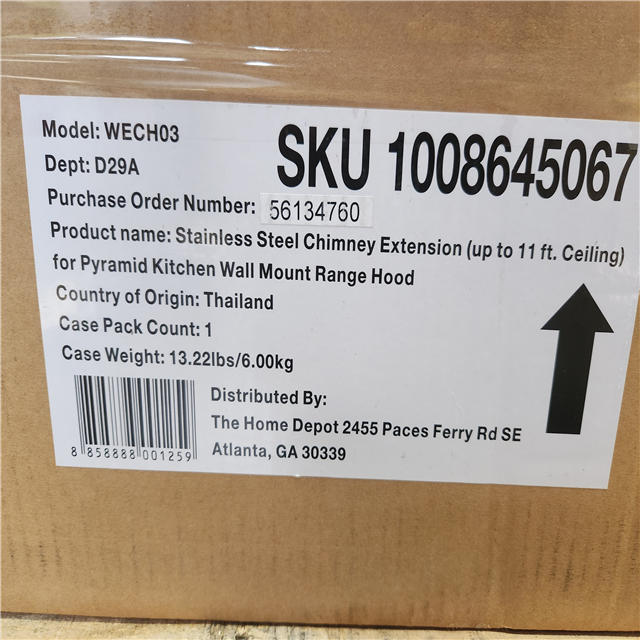 SKU 1008645067
Model: WECH03
Dept: D29A
Purchase Order Number: 56134760
Product name: Stainless Steel Chimney Extension (up to 11 ft. Ceiling)
for Pyramid Kitchen Wall Mount Range Hood
Country of Origin: Thailand
Case Pack Count: 1
Case Weight: 13.22lbs/6.00kg
Distributed By:
The Home Depot 2455 Paces Ferry Rd SE
Atlanta, GA 30339
8 858888 001259